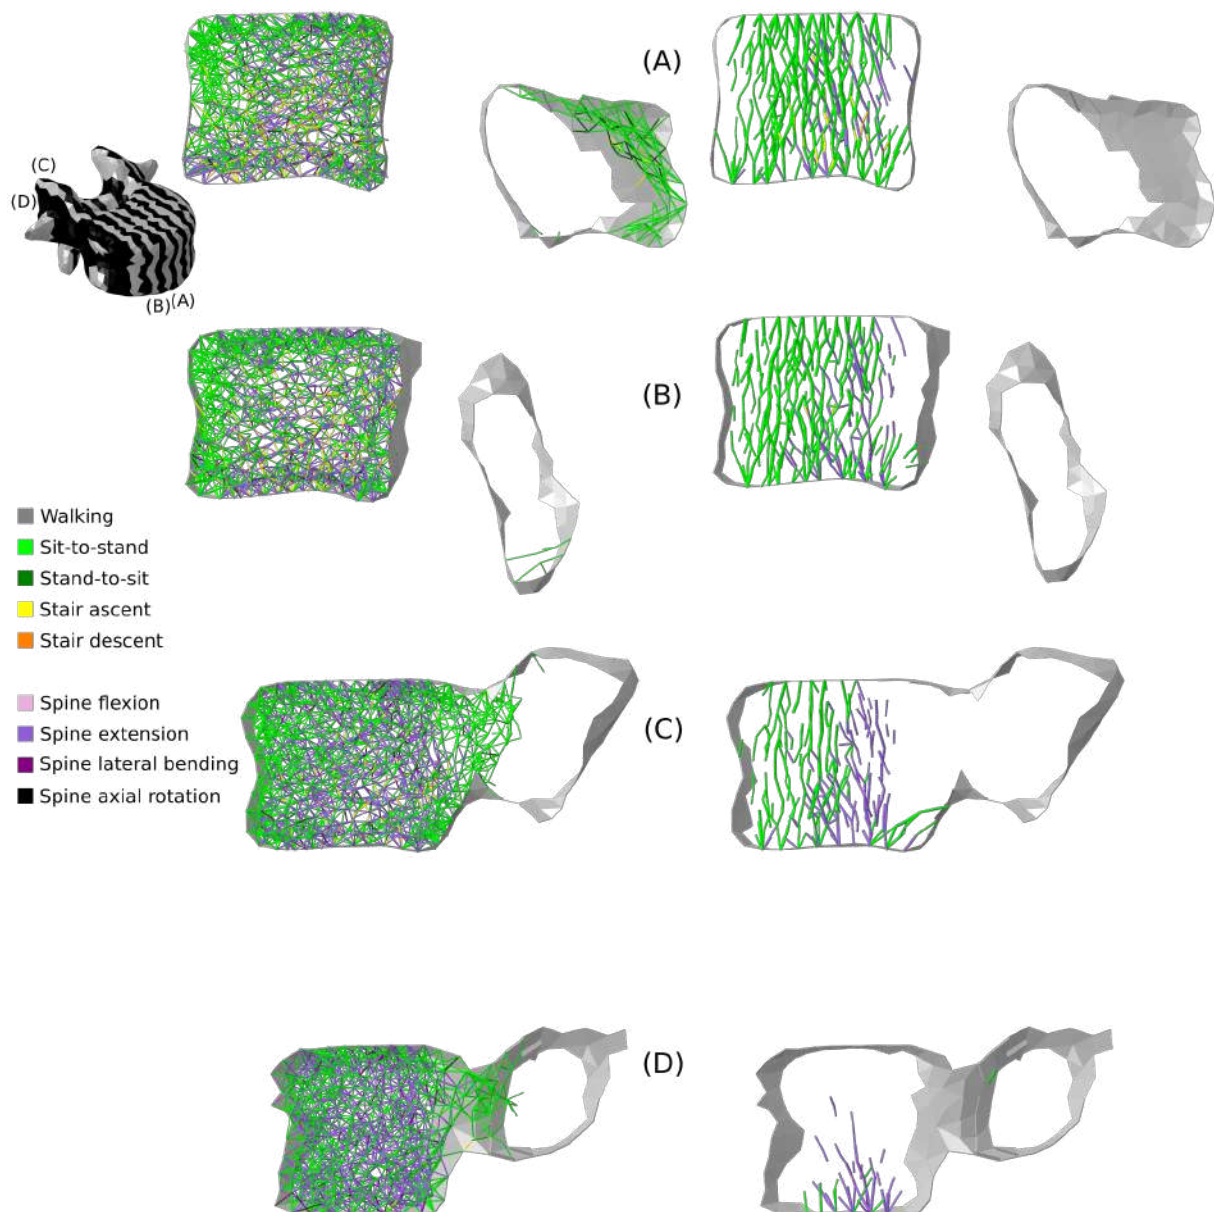 (A)
(C)
(D)
(B)
(A)
(B)
Walking
Sit-to-stand
Stand-to-sit
Stair ascent
Stair descent
Spine flexion
Spine extension
Spine lateral bending
Spine axial rotation
(C)
(D)